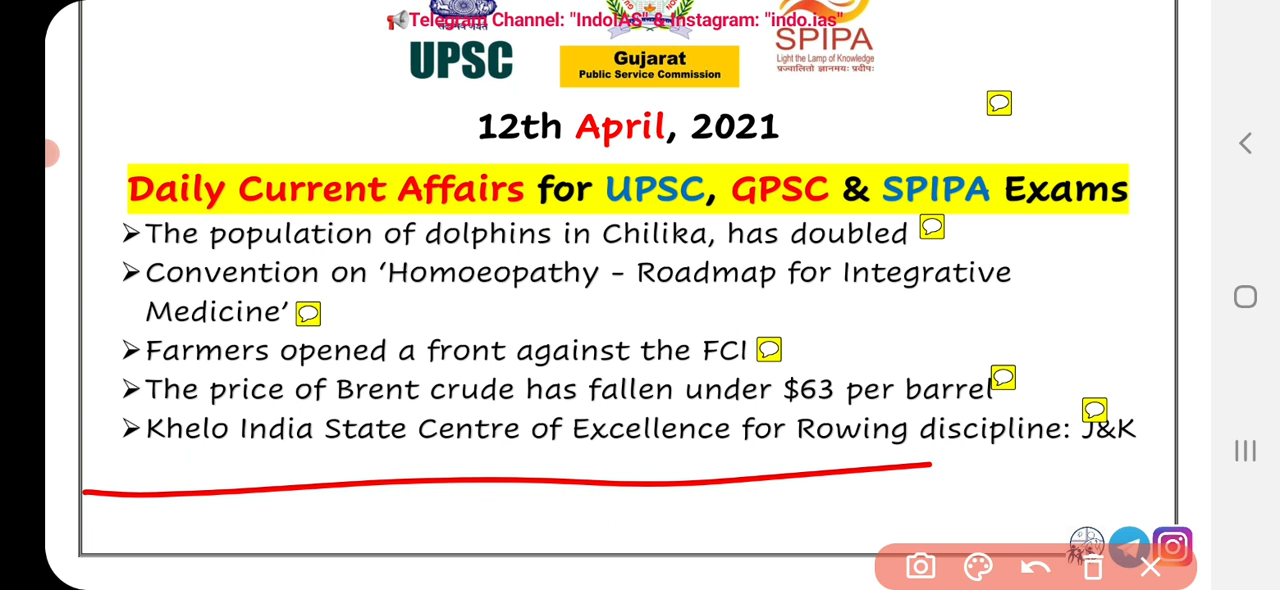 📢Telegram Channel: "IndoIAS" & Instagram: "indo.ias"
UPSC
Gujarat
Public Service Commission
SPIPA
Light the Lamp of Knowledge
प्रज्वालितो ज्ञानमयः प्रदीपः
12th April, 2021
Daily Current Affairs for UPSC, GPSC & SPIPA Exams
➢The population of dolphins in Chilika, has doubled
➢Convention on ‘Homoeopathy - Roadmap for Integrative
Medicine’
➢Farmers opened a front against the FCI
➢The price of Brent crude has fallen under $63 per barrel
➢Khelo India State Centre of Excellence for Rowing discipline: J&K